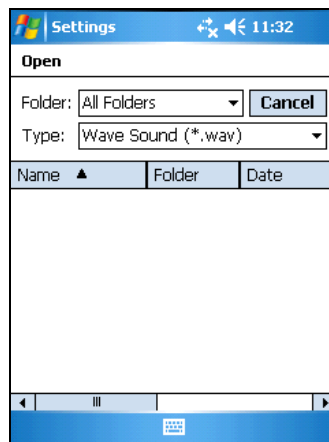 Settings 11:32
Open
Folder: All Folders Cancel
Type: Wave Sound (*.wav)
Name Folder Date